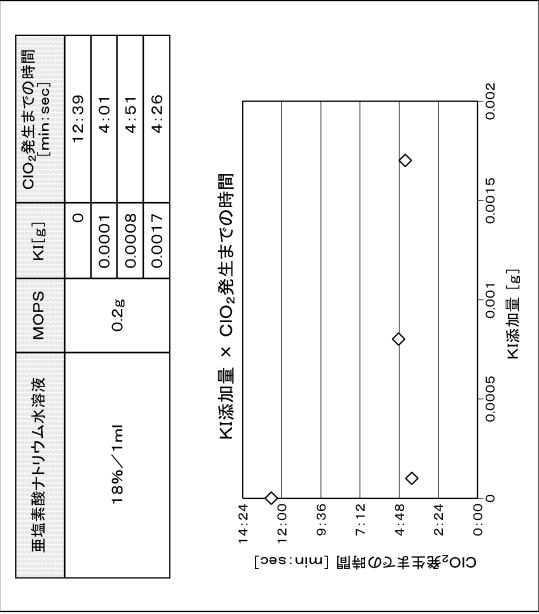 亜塩素酸ナトリウム水溶液 MOPS KI[g] ClO₂発生までの時間
[min:sec]
18%/1ml 0.2g 0 12:39
0.0001 4:01
0.0008 4:51
0.0017 4:26
KI添加量 × ClO₂発生までの時間
ClO₂発生までの時間 [min:sec]
14:24
12:00
9:36
7:12
4:48
2:24
0:00
0 0.0005 0.001 0.0015 0.002
KI添加量 [g]